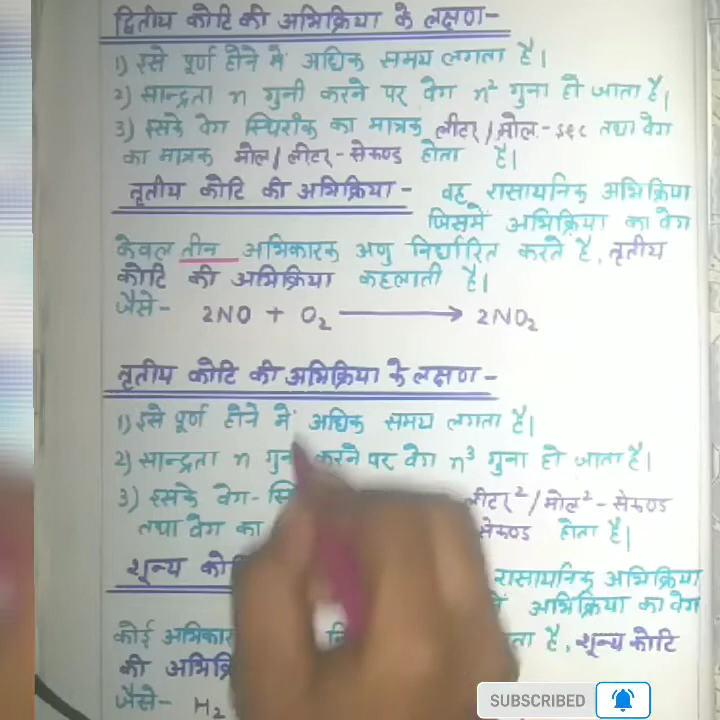 द्वितीय कोटि की अभिक्रिया के लक्षण-
1) इसे पूर्ण होने में अधिक समय लगता है।
2) सान्द्रता n गुनी करने पर वेग n² गुना हो जाता है।
3) इसके वेग स्थिरांक का मात्रक लीटर/मोल-sec तथा वेग
का मात्रक मोल/लीटर-सेकण्ड होता है।
तृतीय कोटि की अभिक्रिया- वह रासायनिक अभिक्रिया
जिसमें अभिक्रिया का वेग
केवल तीन अभिकारक अणु निर्धारित करते है, तृतीय
कोटि की अभिक्रिया कहलाती है।
जैसे- 2NO + O₂ ⟶ 2NO₂
तृतीय कोटि की अभिक्रिया के लक्षण-
1) इसे पूर्ण होने में अधिक समय लगता है।
2) सान्द्रता n करने पर वेग n³ गुना हो जाता है।
3) इसके वेग- लीटर²/मोल²-सेकण्ड
तथा वेग का सेकण्ड होता है।
शून्य रासायनिक अभिक्रिया
अभिक्रिया का वेग
कोई है, शून्य कोटि
की
जैसे- H₂
SUBSCRIBED